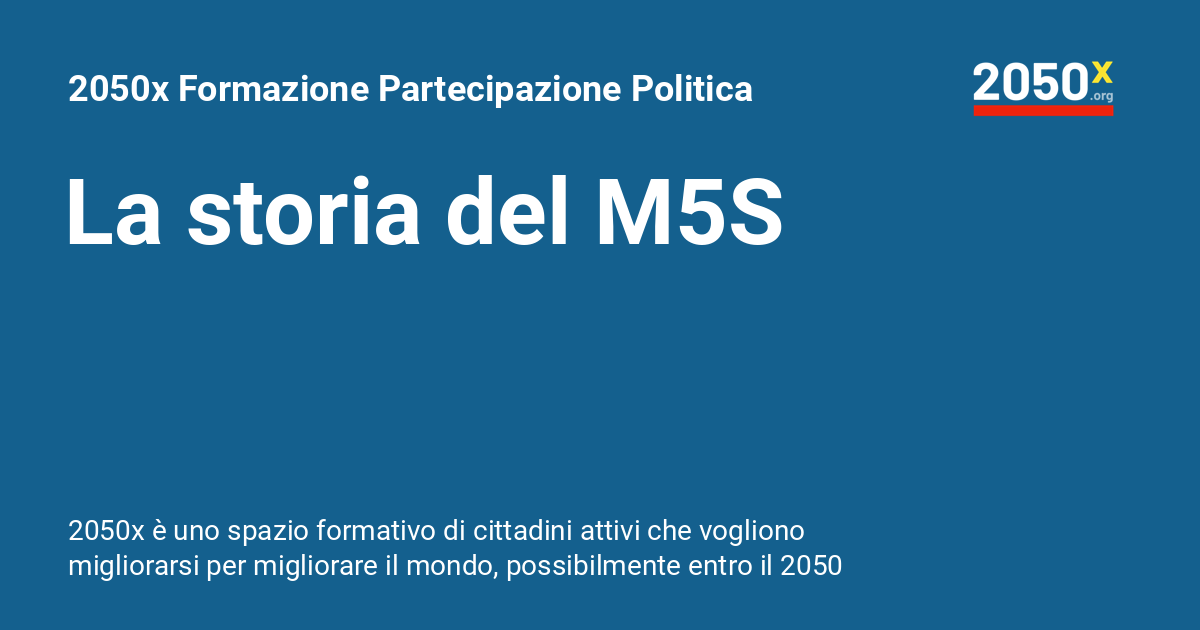 2050x Formazione Partecipazione Politica
2050x
.org
La storia del M5S
2050x è uno spazio formativo di cittadini attivi che vogliono
migliorarsi per migliorare il mondo, possibilmente entro il 2050